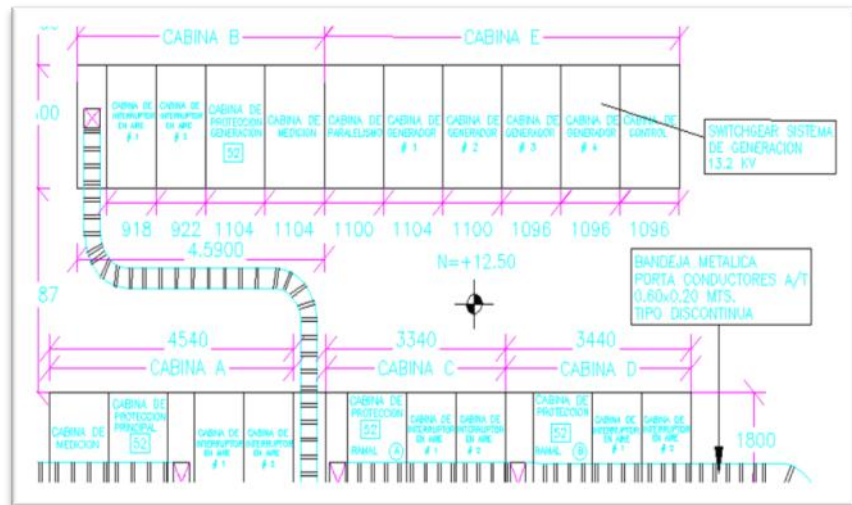 CABINA B
CABINA E
CABINA DE
INTERRUPTOR
EN AIRE
# 1
CABINA DE
INTERRUPTOR
EN AIRE
# 2
CABINA DE
PROTECCION
GENERACIÓN
52
CABINA DE
MEDICION
CABINA DE
PARALELISMO
CABINA DE
GENERADOR
# 1
CABINA DE
GENERADOR
# 2
CABINA DE
GENERADOR
# 3
CABINA DE
GENERADOR
# 4
CABINA DE
CONTROL
SWITCHGEAR SISTEMA
DE GENERACION
13.2 KV
918
922
1104
1104
1100
1104
1100
1096
1096
1096
4.5900
N=+12.50
BANDEJA METALICA
PORTA CONDUCTORES A/T
0.60x0.20 MTS.
TIPO DISCONTINUA
87
4540
3340
3440
CABINA A
CABINA C
CABINA D
CABINA DE
MEDICION
CABINA DE
PROTECCION
PRINCIPAL
52
CABINA DE
INTERRUPTOR
EN AIRE
# 1
CABINA DE
INTERRUPTOR
EN AIRE
# 2
CABINA DE
PROTECCION
52
RAMAL A
CABINA DE
INTERRUPTOR
EN AIRE
# 1
CABINA DE
INTERRUPTOR
EN AIRE
# 2
CABINA DE
PROTECCION
52
RAMAL B
CABINA DE
INTERRUPTOR
EN AIRE
# 1
CABINA DE
INTERRUPTOR
EN AIRE
# 2
1800